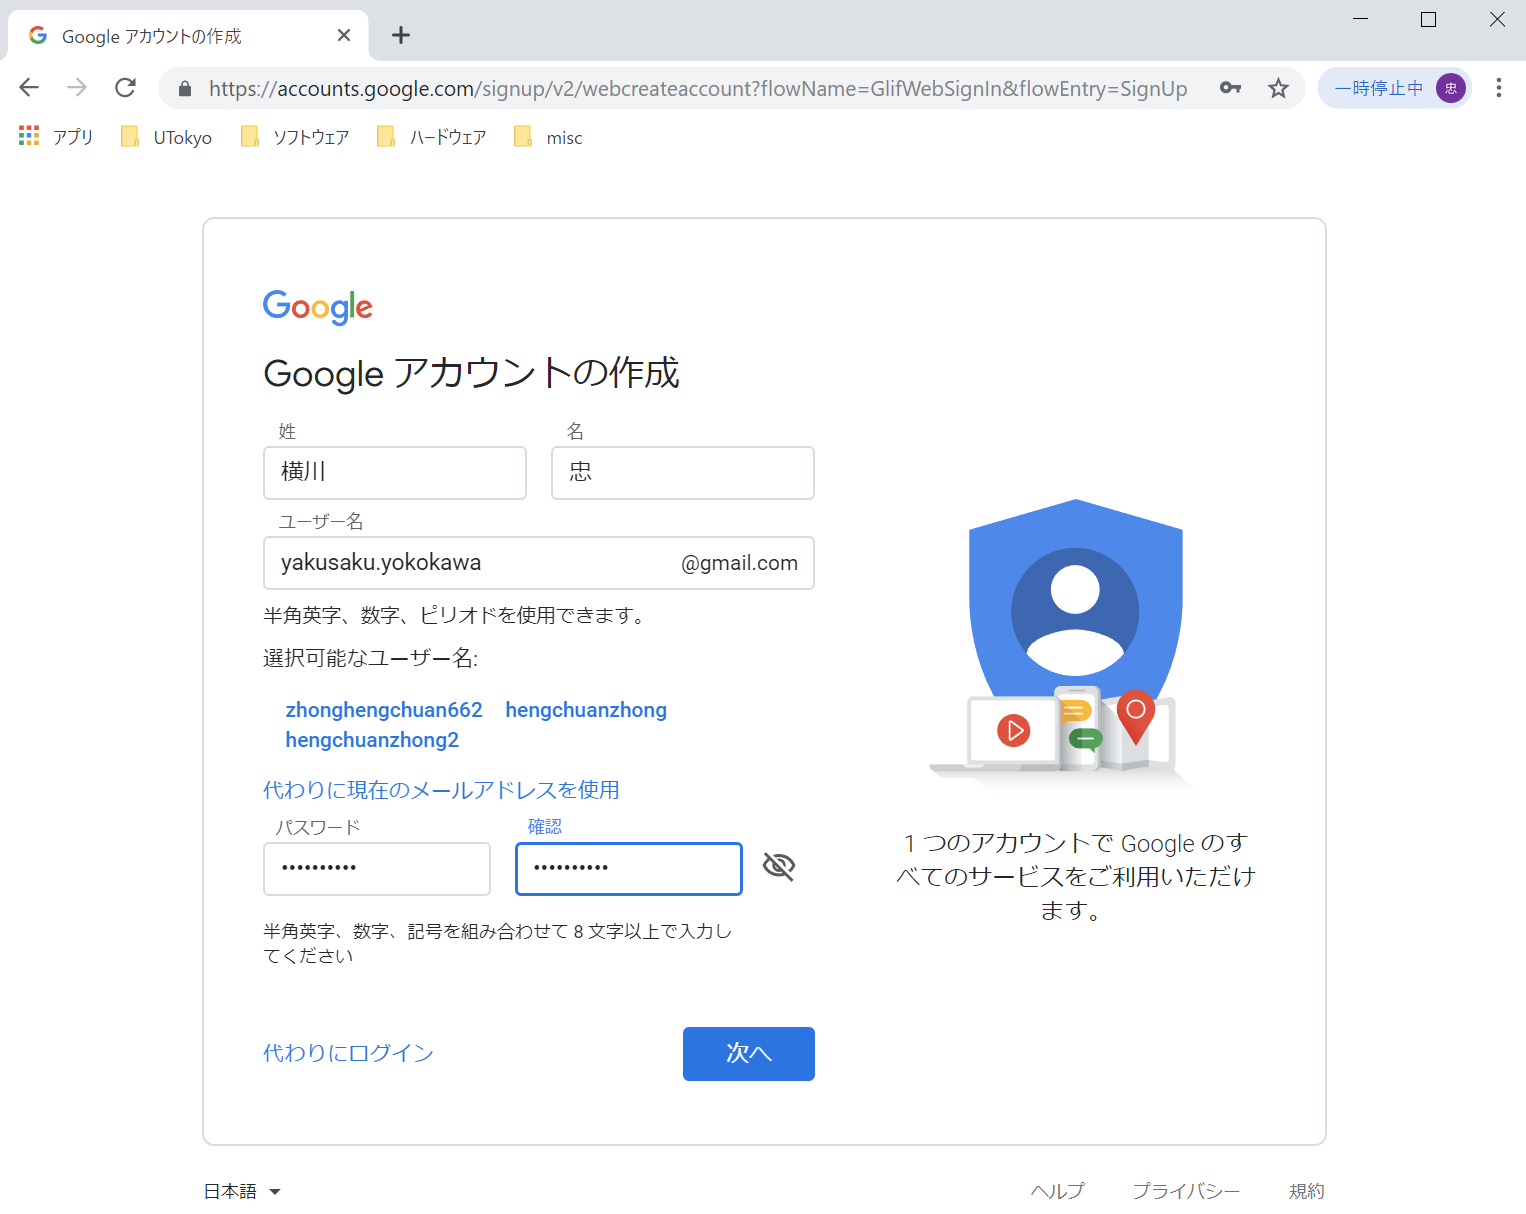 Google アカウントの作成
https://accounts.google.com/signup/v2/webcreateaccount?flowName=GlifWebSignIn&flowEntry=SignUp
一時停止中 忠
アプリ UTokyo ソフトウェア ハードウェア misc
Google
Google アカウントの作成
姓 名
横川 忠
ユーザー名
yakusaku.yokokawa @gmail.com
半角英字、数字、ピリオドを使用できます。
選択可能なユーザー名:
zhonghengchuan662 hengchuanzhong
hengchuanzhong2
代わりに現在のメールアドレスを使用
パスワード 確認
•••••••••• ••••••••••
半角英字、数字、記号を組み合わせて 8 文字以上で入力し
てください
代わりにログイン 次へ
1 つのアカウントで Google のす
べてのサービスをご利用いただけ
ます。
日本語 ヘルプ プライバシー 規約